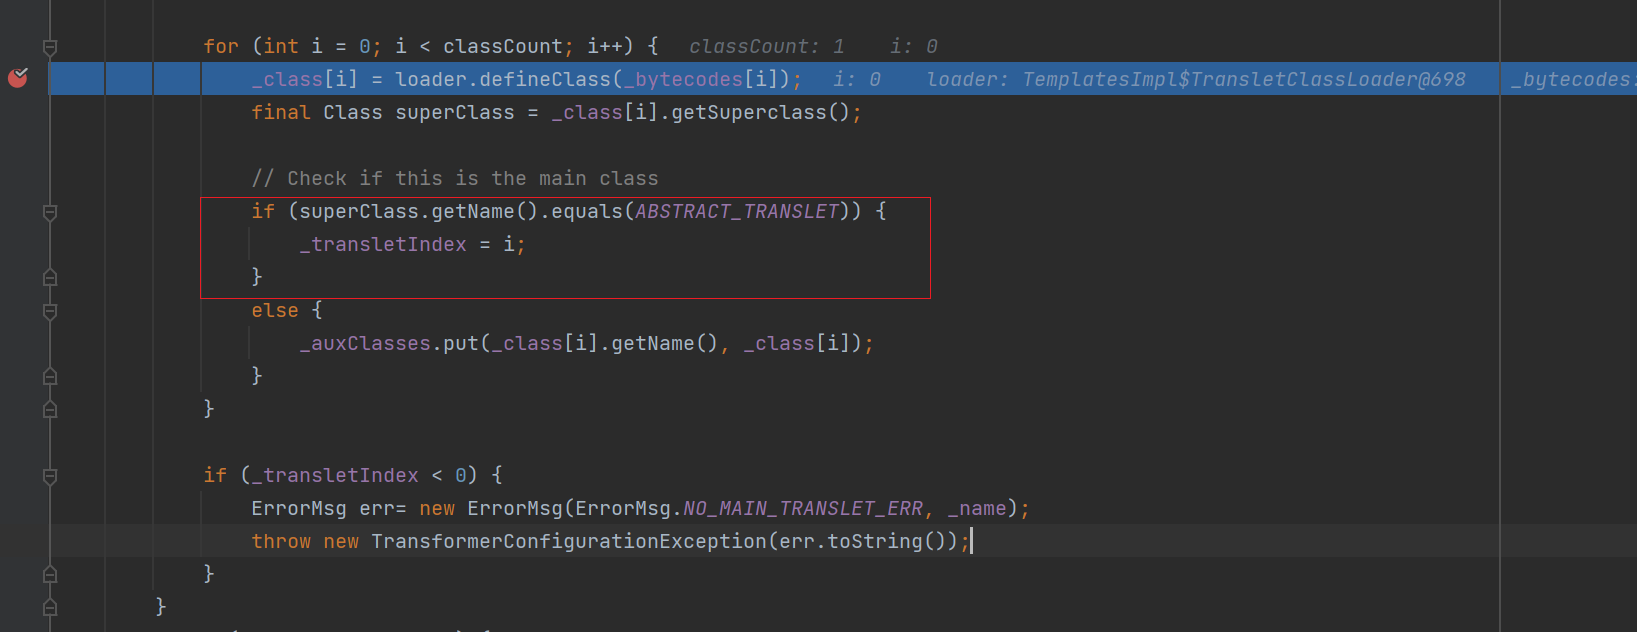 for (int i = 0; i < classCount; i++) {   classCount: 1    i: 0
_class[i] = loader.defineClass(_bytecodes[i]);   i: 0    loader: TemplatesImpl$TransletClassLoader@698    _bytecodes:
final Class superClass = _class[i].getSuperclass();
// Check if this is the main class
if (superClass.getName().equals(ABSTRACT_TRANSLET)) {
_transletIndex = i;
}
else {
_auxClasses.put(_class[i].getName(), _class[i]);
}
}
if (_transletIndex < 0) {
ErrorMsg err= new ErrorMsg(ErrorMsg.NO_MAIN_TRANSLET_ERR, _name);
throw new TransformerConfigurationException(err.toString());
}
}